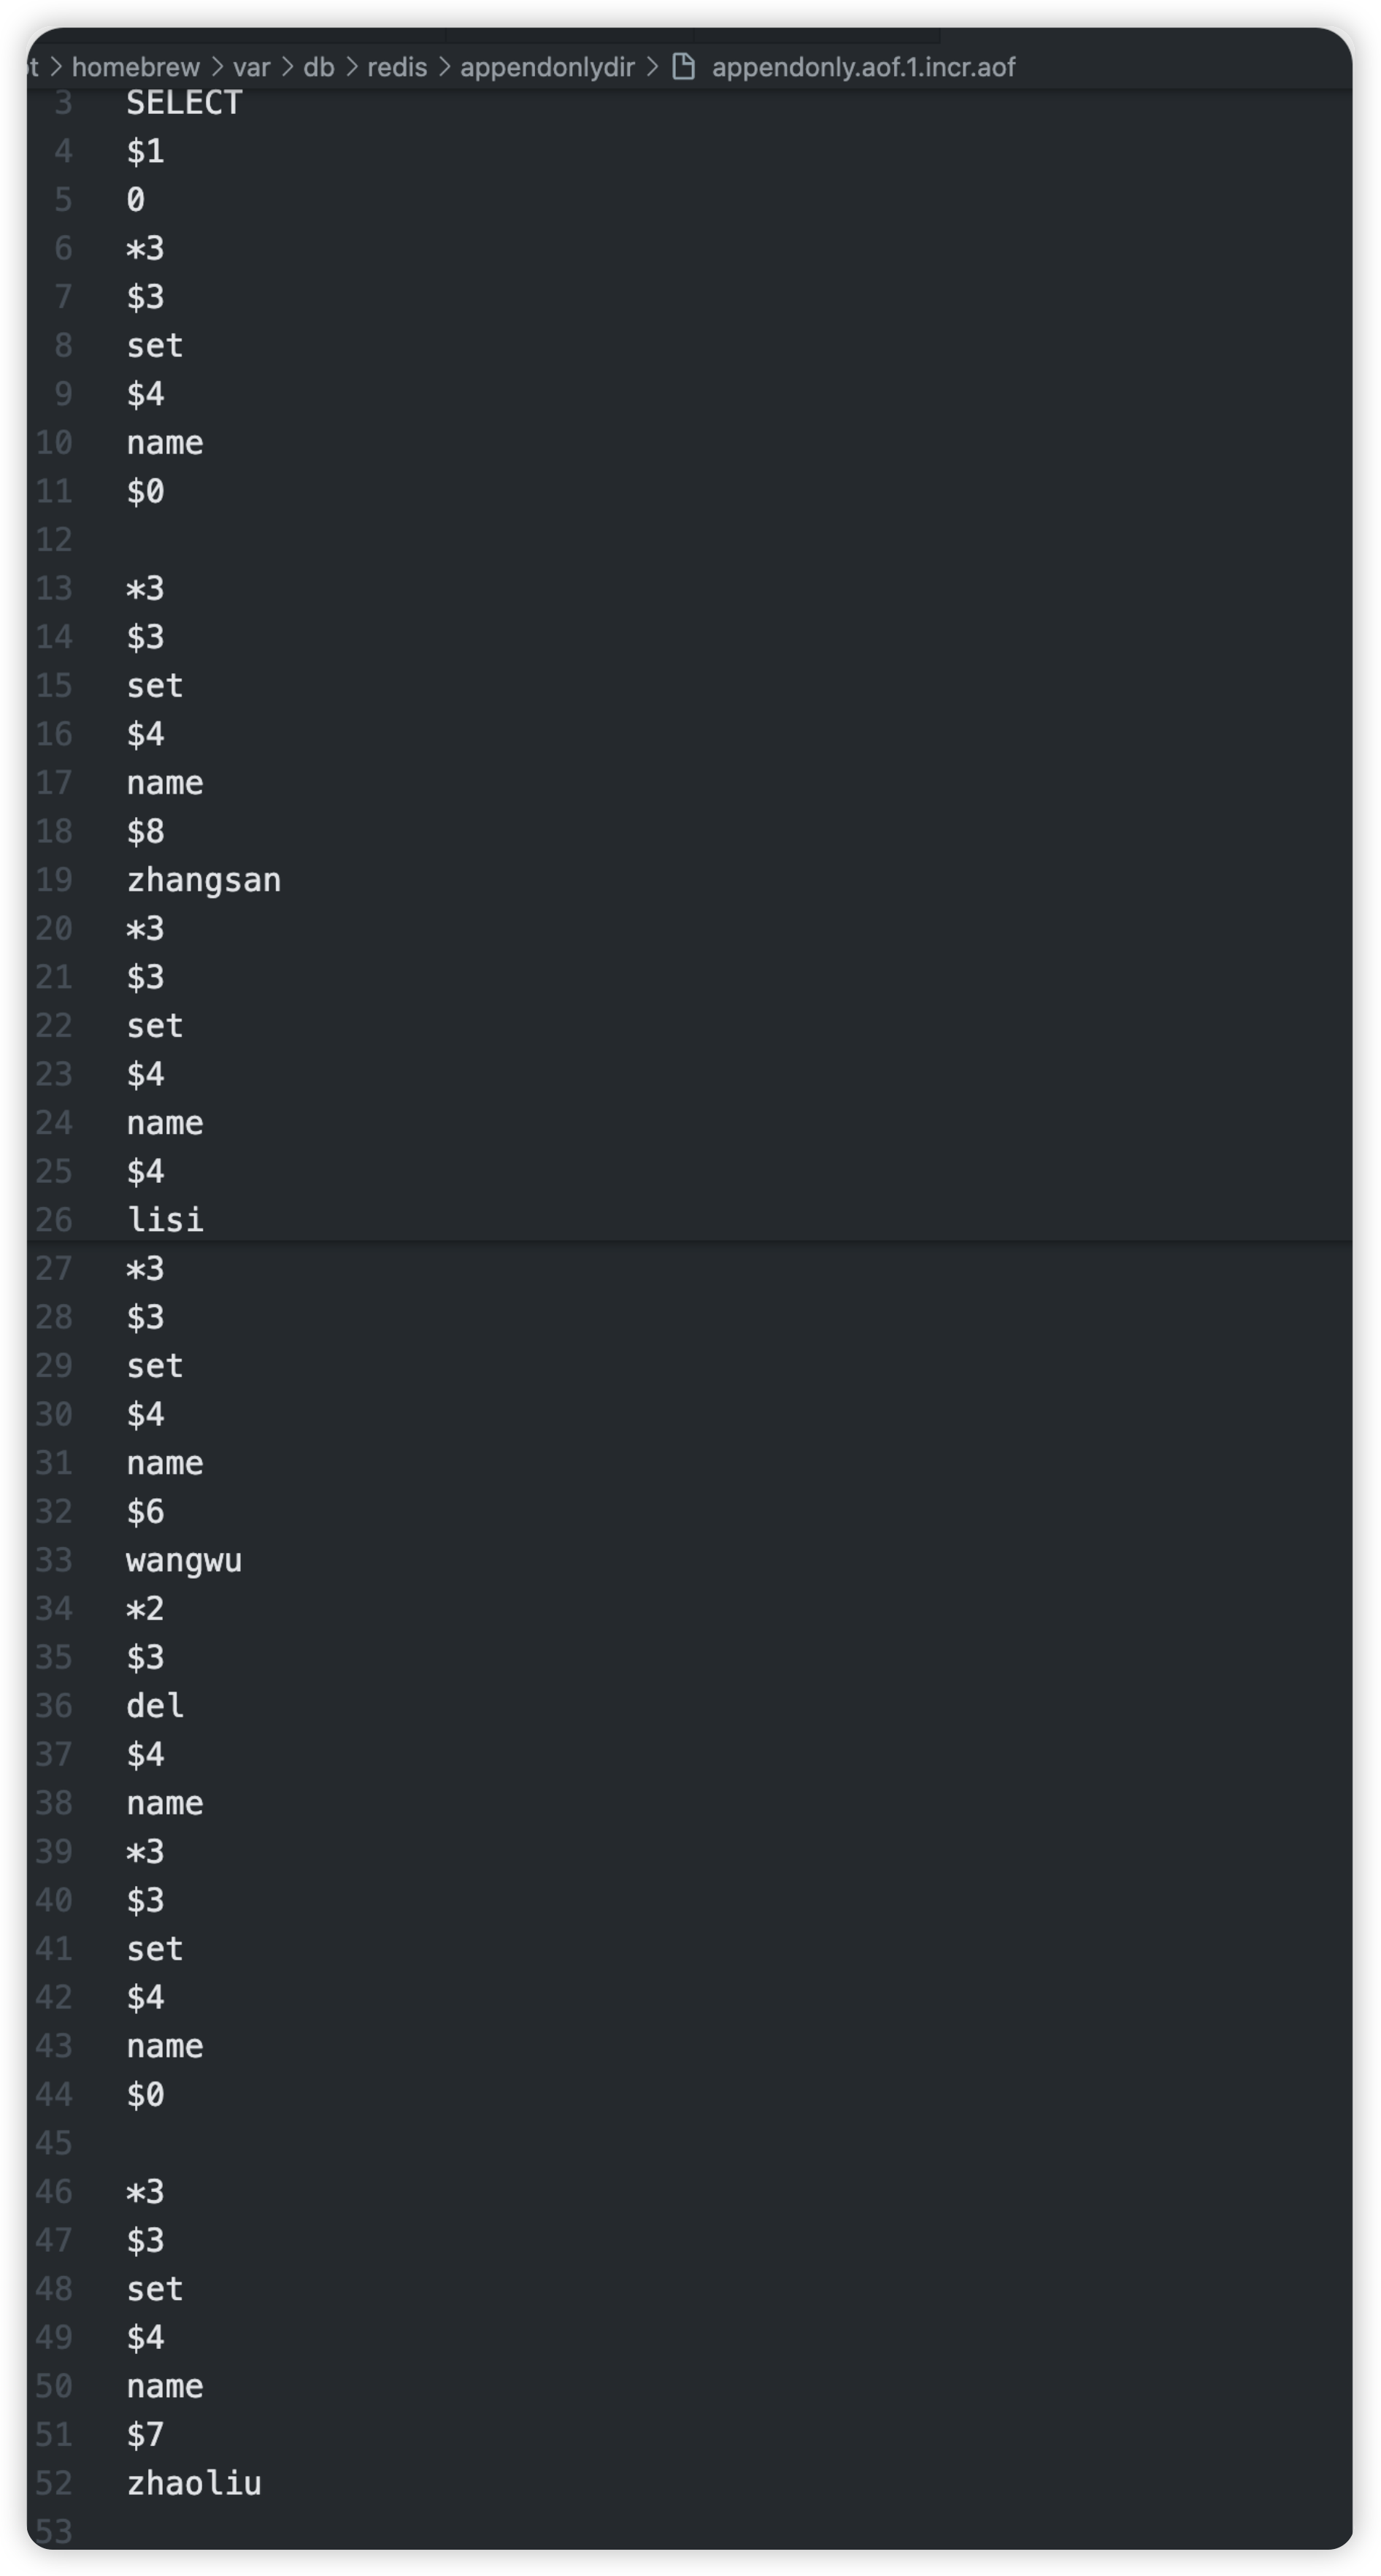 t > homebrew > var > db > redis > appendonlydir > appendonly.aof.1.incr.aof
3 SELECT
4 $1
5 0
6 *3
7 $3
8 set
9 $4
10 name
11 $0
12
13 *3
14 $3
15 set
16 $4
17 name
18 $8
19 zhangsan
20 *3
21 $3
22 set
23 $4
24 name
25 $4
26 lisi
27 *3
28 $3
29 set
30 $4
31 name
32 $6
33 wangwu
34 *2
35 $3
36 del
37 $4
38 name
39 *3
40 $3
41 set
42 $4
43 name
44 $0
45
46 *3
47 $3
48 set
49 $4
50 name
51 $7
52 zhaoliu
53